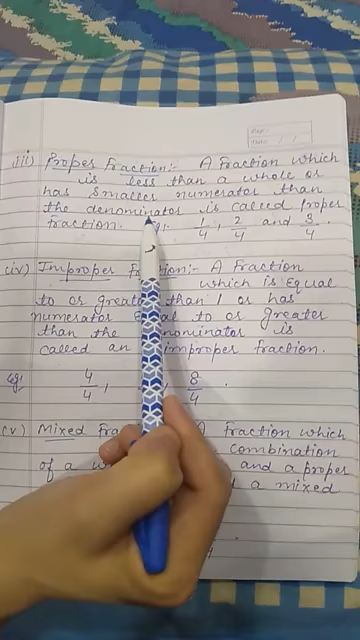 Page:
Date: / /
iii) Proper Fraction:- A fraction which
is less than a whole or
has smaller numerator than
the denominator is called proper
fraction. Eg: 1/4, 2/4 and 3/4.
(iv) Improper Fraction:- A fraction
which is equal
to or greater than 1 or has
numerator equal to or greater
than the denominator is
called an improper fraction.
Eg: 4/4, 8/4.
(v) Mixed A fraction which
combination
of a and a proper
a mixed